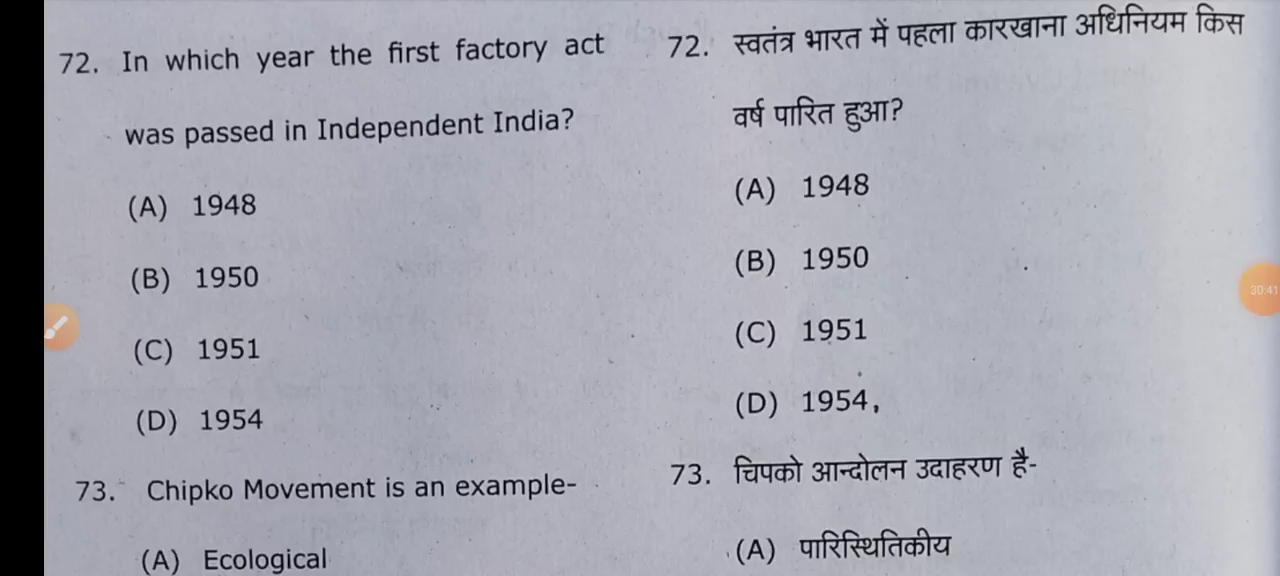 72. In which year the first factory act
was passed in Independent India?
(A) 1948
(B) 1950
(C) 1951
(D) 1954
73. Chipko Movement is an example-
(A) Ecological
72. स्वतंत्र भारत में पहला कारखाना अधिनियम किस
वर्ष पारित हुआ?
(A) 1948
(B) 1950
(C) 1951
(D) 1954,
73. चिपको आन्दोलन उदाहरण है-
(A) पारिस्थितिकीय
30:41